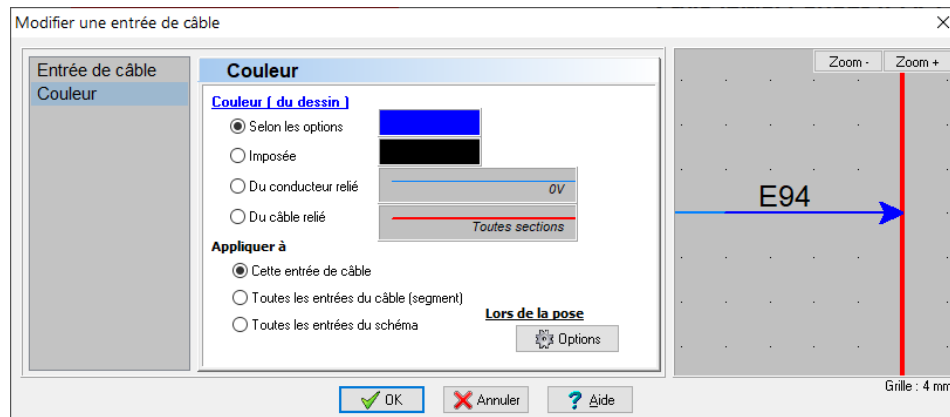 Modifier une entrée de câble
Entrée de câble
Couleur
Couleur
Couleur ( du dessin )
Selon les options
Imposée
Du conducteur relié
0V
Du câble relié
Toutes sections
Appliquer à
Cette entrée de câble
Toutes les entrées du câble (segment)
Toutes les entrées du schéma
Lors de la pose
Options
Zoom - Zoom +
E94
Grille : 4 mm
OK Annuler ? Aide